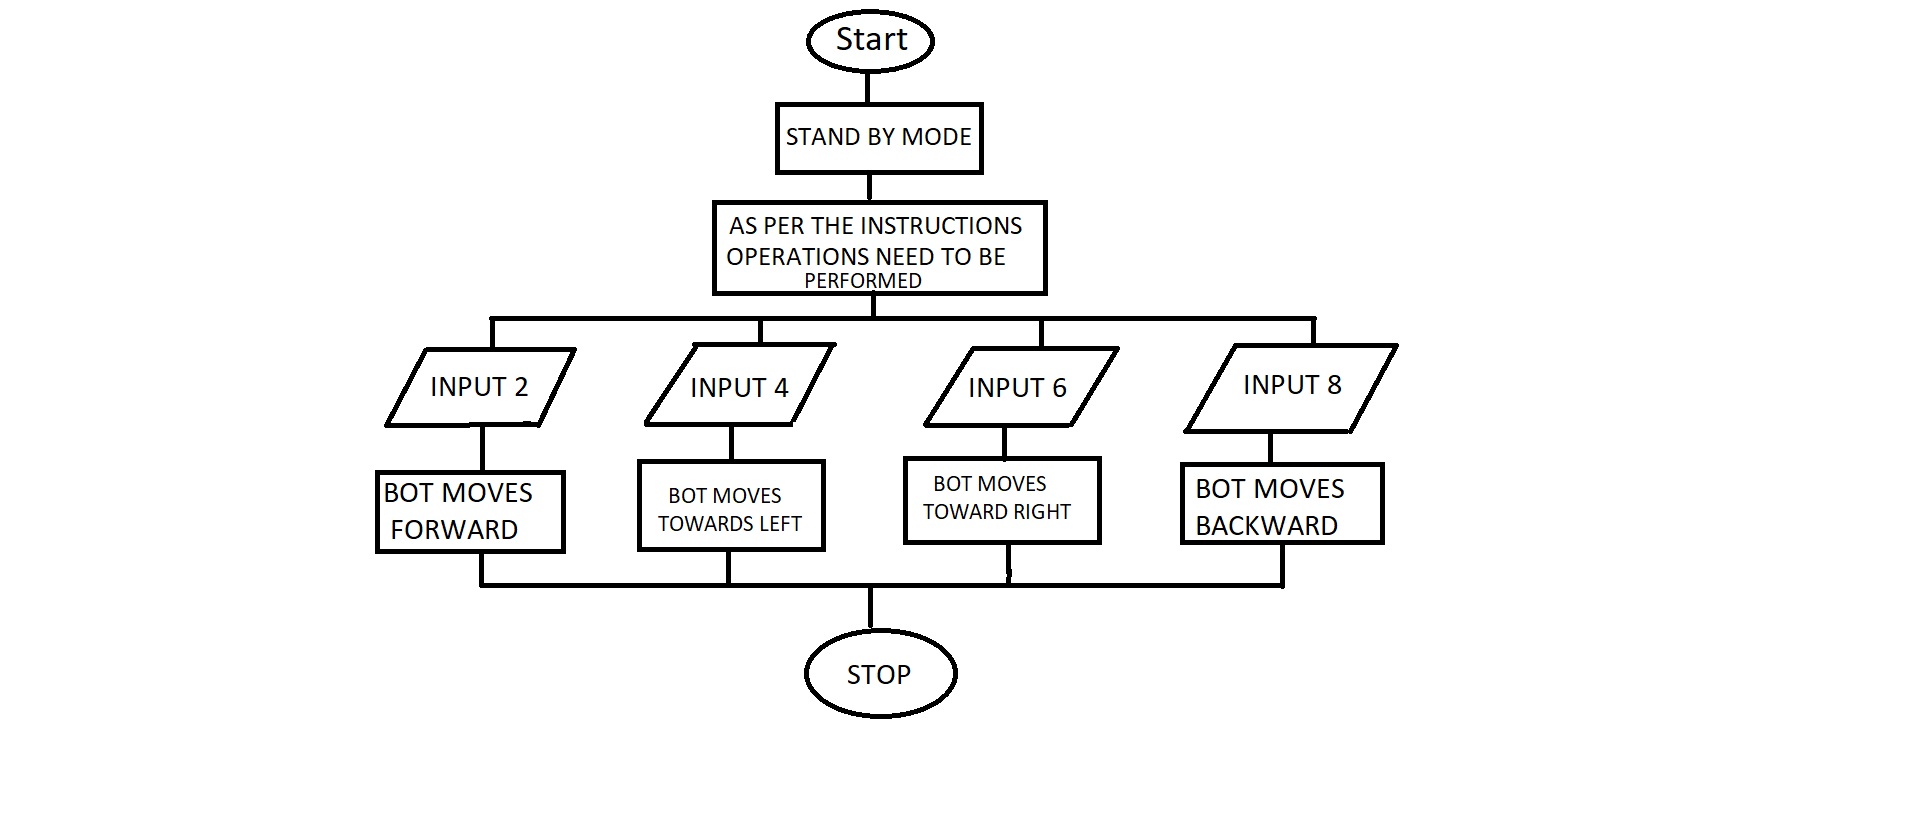 Start
STAND BY MODE
AS PER THE INSTRUCTIONS
OPERATIONS NEED TO BE
PERFORMED
INPUT 2
INPUT 4
INPUT 6
INPUT 8
BOT MOVES
FORWARD
BOT MOVES
TOWARDS LEFT
BOT MOVES
TOWARD RIGHT
BOT MOVES
BACKWARD
STOP